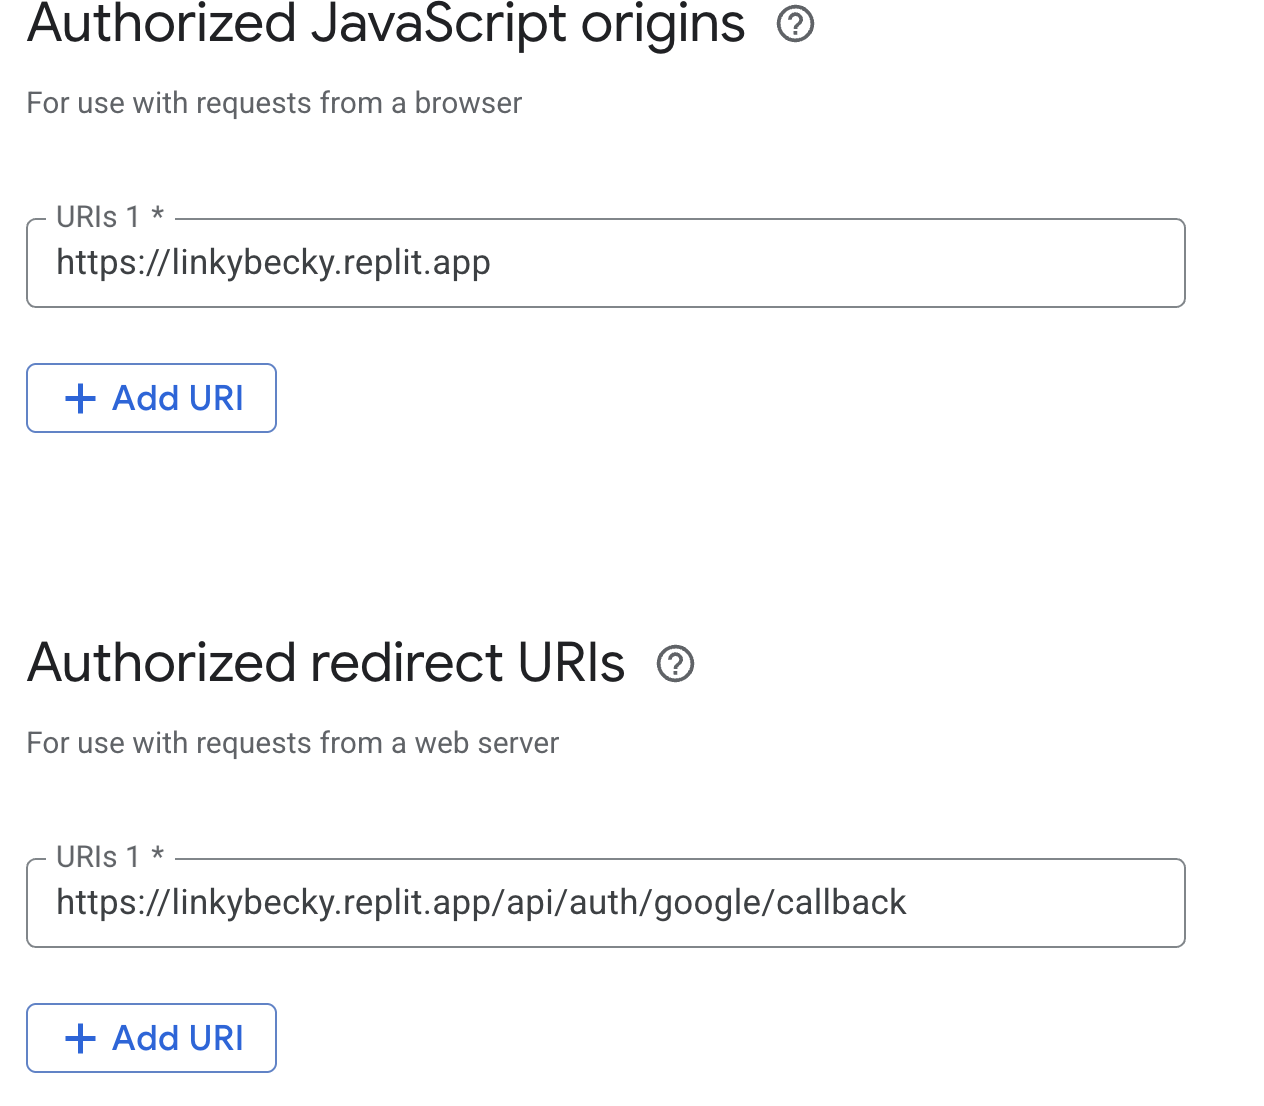 Authorized JavaScript origins
For use with requests from a browser
URIs 1 *
https://linkybecky.replit.app
+ Add URI
Authorized redirect URIs
For use with requests from a web server
URIs 1 *
https://linkybecky.replit.app/api/auth/google/callback
+ Add URI